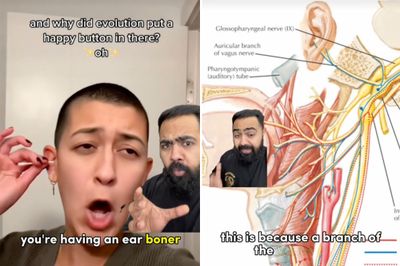 and why did evolution put a
happy button in there?
✨oh✨
you're having an ear boner
Glossopharyngeal nerve (IX)
Auricular branch
of vagus nerve
Pharyngotympanic
(auditory) tube
this is because a branch of
the